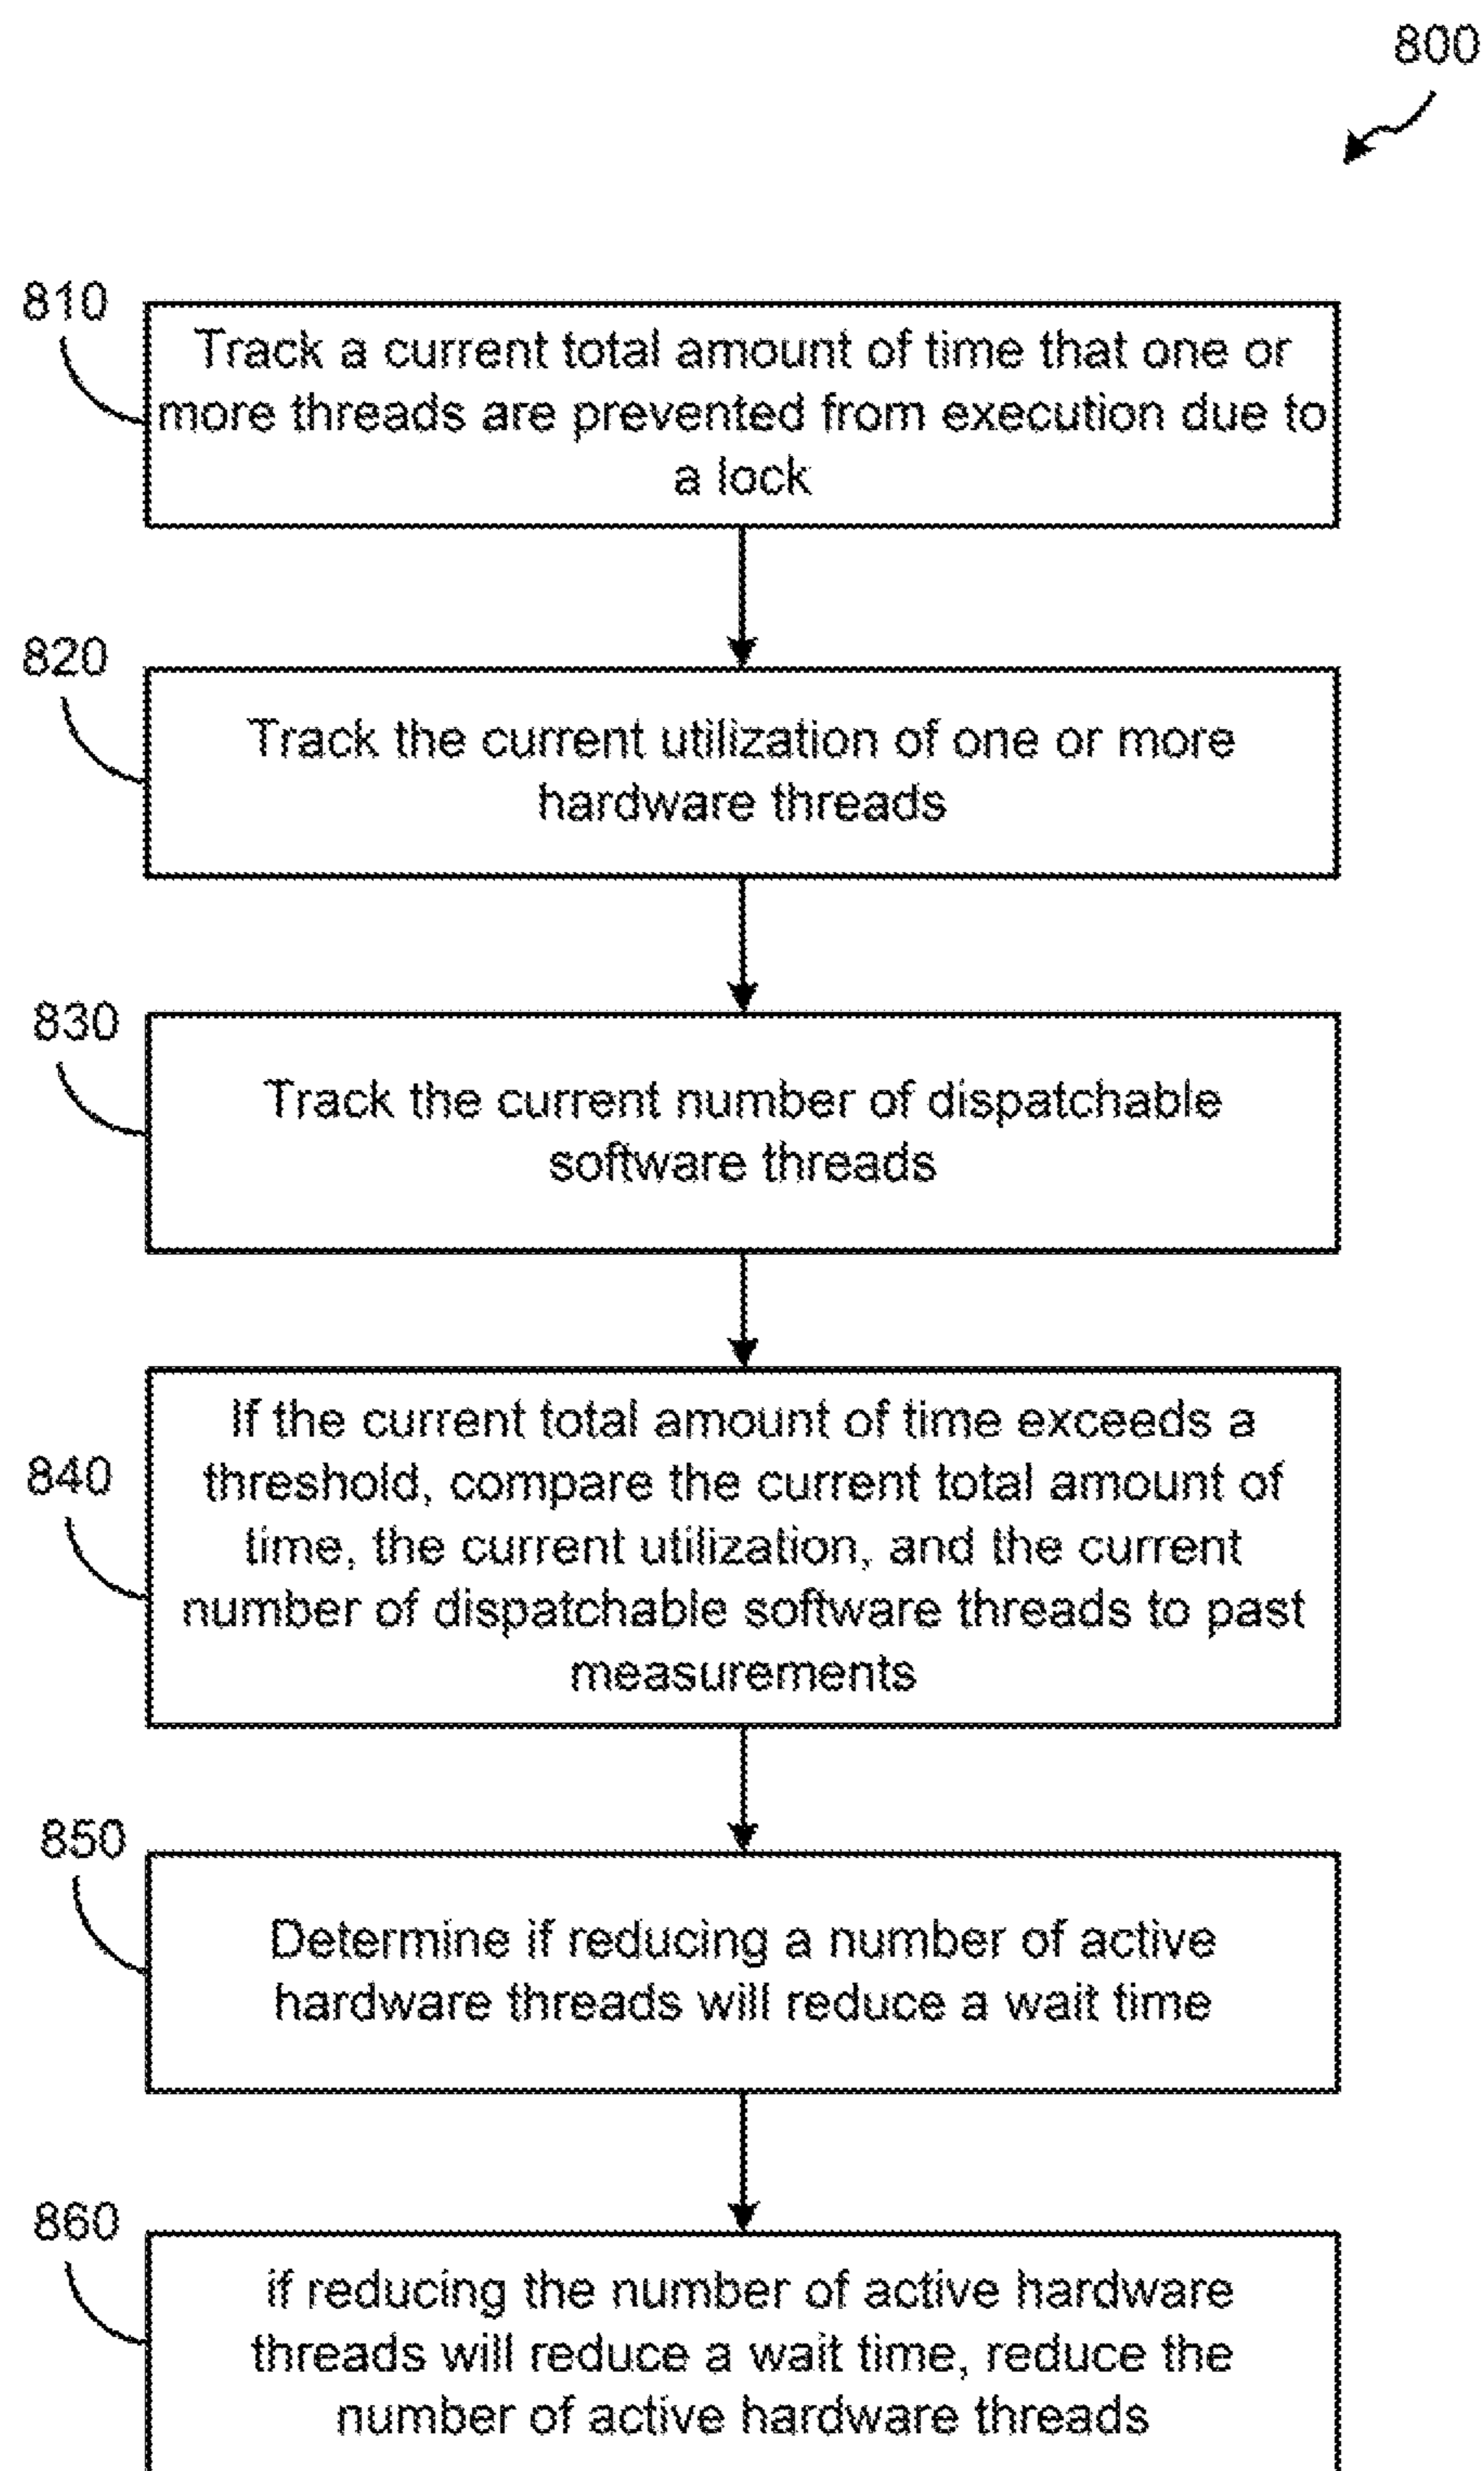 800
810
Track a current total amount of time that one or
more threads are prevented from execution due to
a lock
820
Track the current utilization of one or more
hardware threads
830
Track the current number of dispatchable
software threads
840
If the current total amount of time exceeds a
threshold, compare the current total amount of
time, the current utilization, and the current
number of dispatchable software threads to past
measurements
850
Determine if reducing a number of active
hardware threads will reduce a wait time
860
if reducing the number of active hardware
threads will reduce a wait time, reduce the
number of active hardware threads